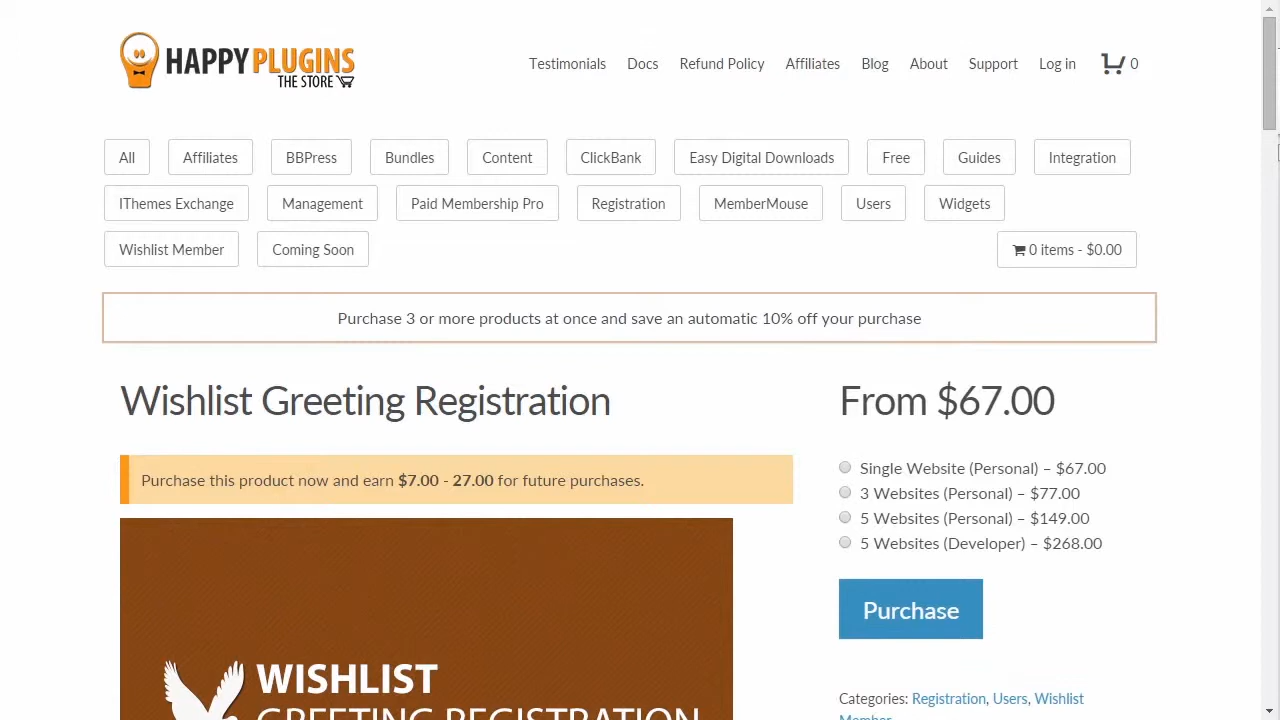 HAPPY PLUGINS
THE STORE
Testimonials Docs Refund Policy Affiliates Blog About Support Log in 0
All Affiliates BBPress Bundles Content ClickBank Easy Digital Downloads Free Guides Integration
IThemes Exchange Management Paid Membership Pro Registration MemberMouse Users Widgets
Wishlist Member Coming Soon 0 items - $0.00
Purchase 3 or more products at once and save an automatic 10% off your purchase
Wishlist Greeting Registration
From $67.00
Purchase this product now and earn $7.00 - 27.00 for future purchases.
Single Website (Personal) – $67.00
3 Websites (Personal) – $77.00
5 Websites (Personal) – $149.00
5 Websites (Developer) – $268.00
Purchase
WISHLIST
GREETING REGISTRATION
Categories: Registration, Users, Wishlist
Member